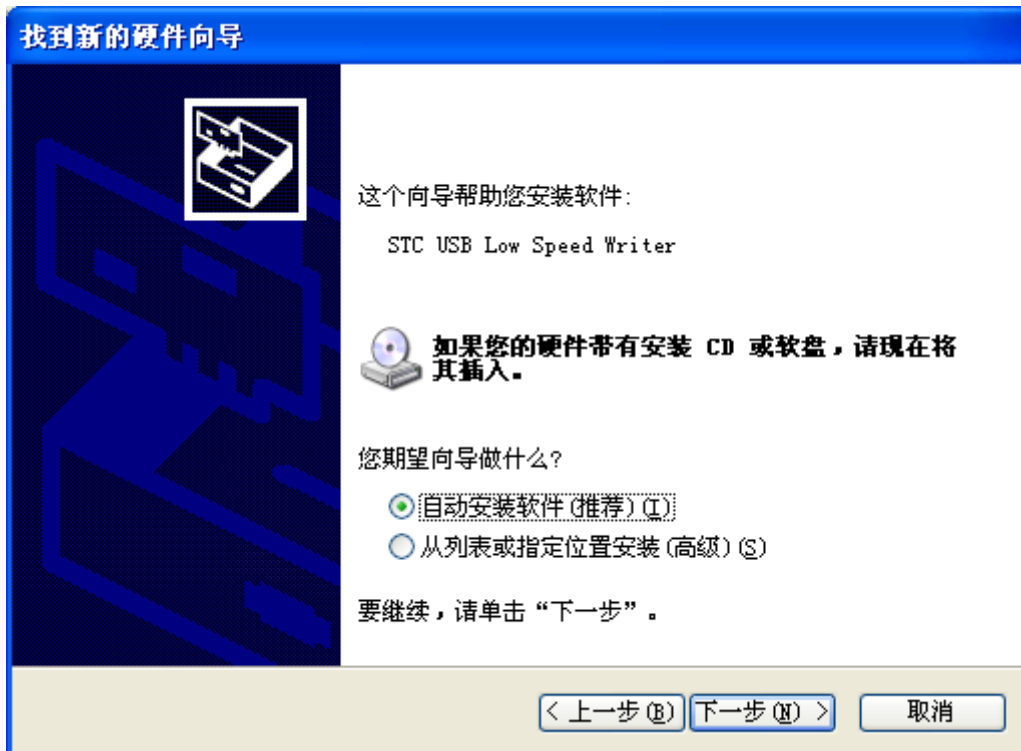 找到新的硬件向导
这个向导帮助您安装软件:
STC USB Low Speed Writer
如果您的硬件带有安装 CD 或软盘，请现在将
其插入。
您期望向导做什么?
自动安装软件(推荐)(I)
从列表或指定位置安装(高级)(S)
要继续，请单击“下一步”。
< 上一步(B) 下一步(N) > 取消